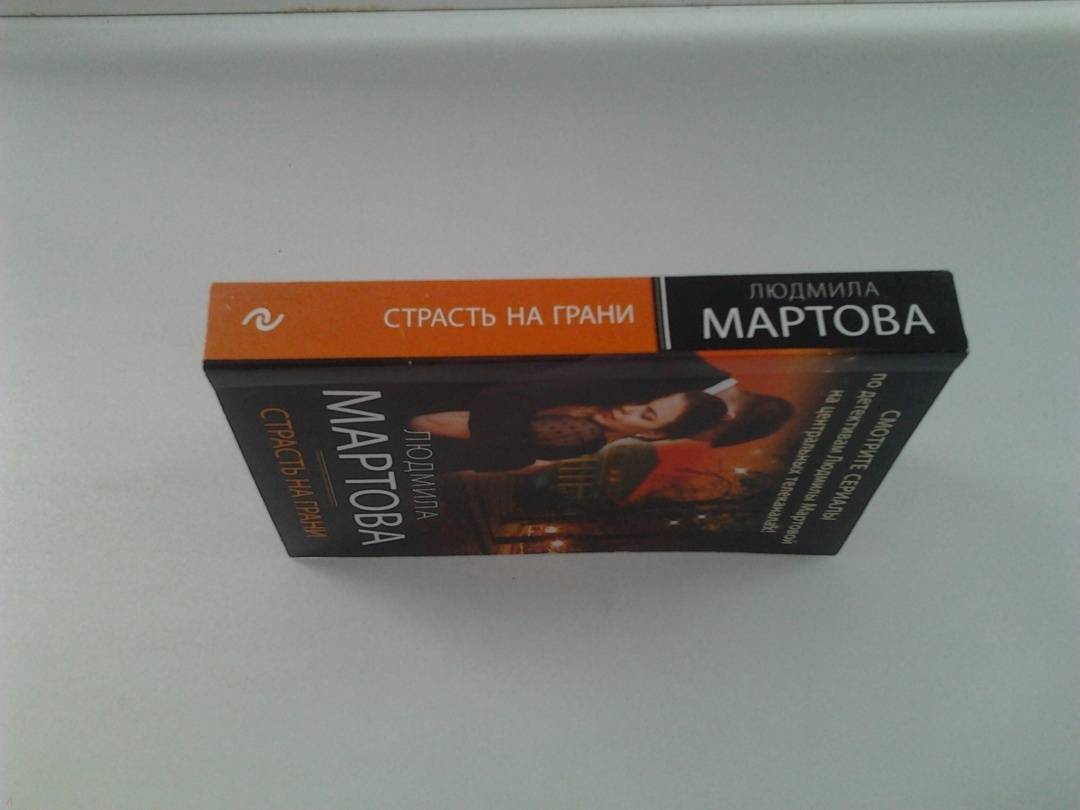 СТРАСТЬ НА ГРАНИ
ЛЮДМИЛА
МАРТОВА
СМОТРИТЕ СЕРИАЛЫ
по детективам Людмилы Мартовой
на центральных телеканалах!
ЛЮДМИЛА
МАРТОВА
СТРАСТЬ НА ГРАНИ